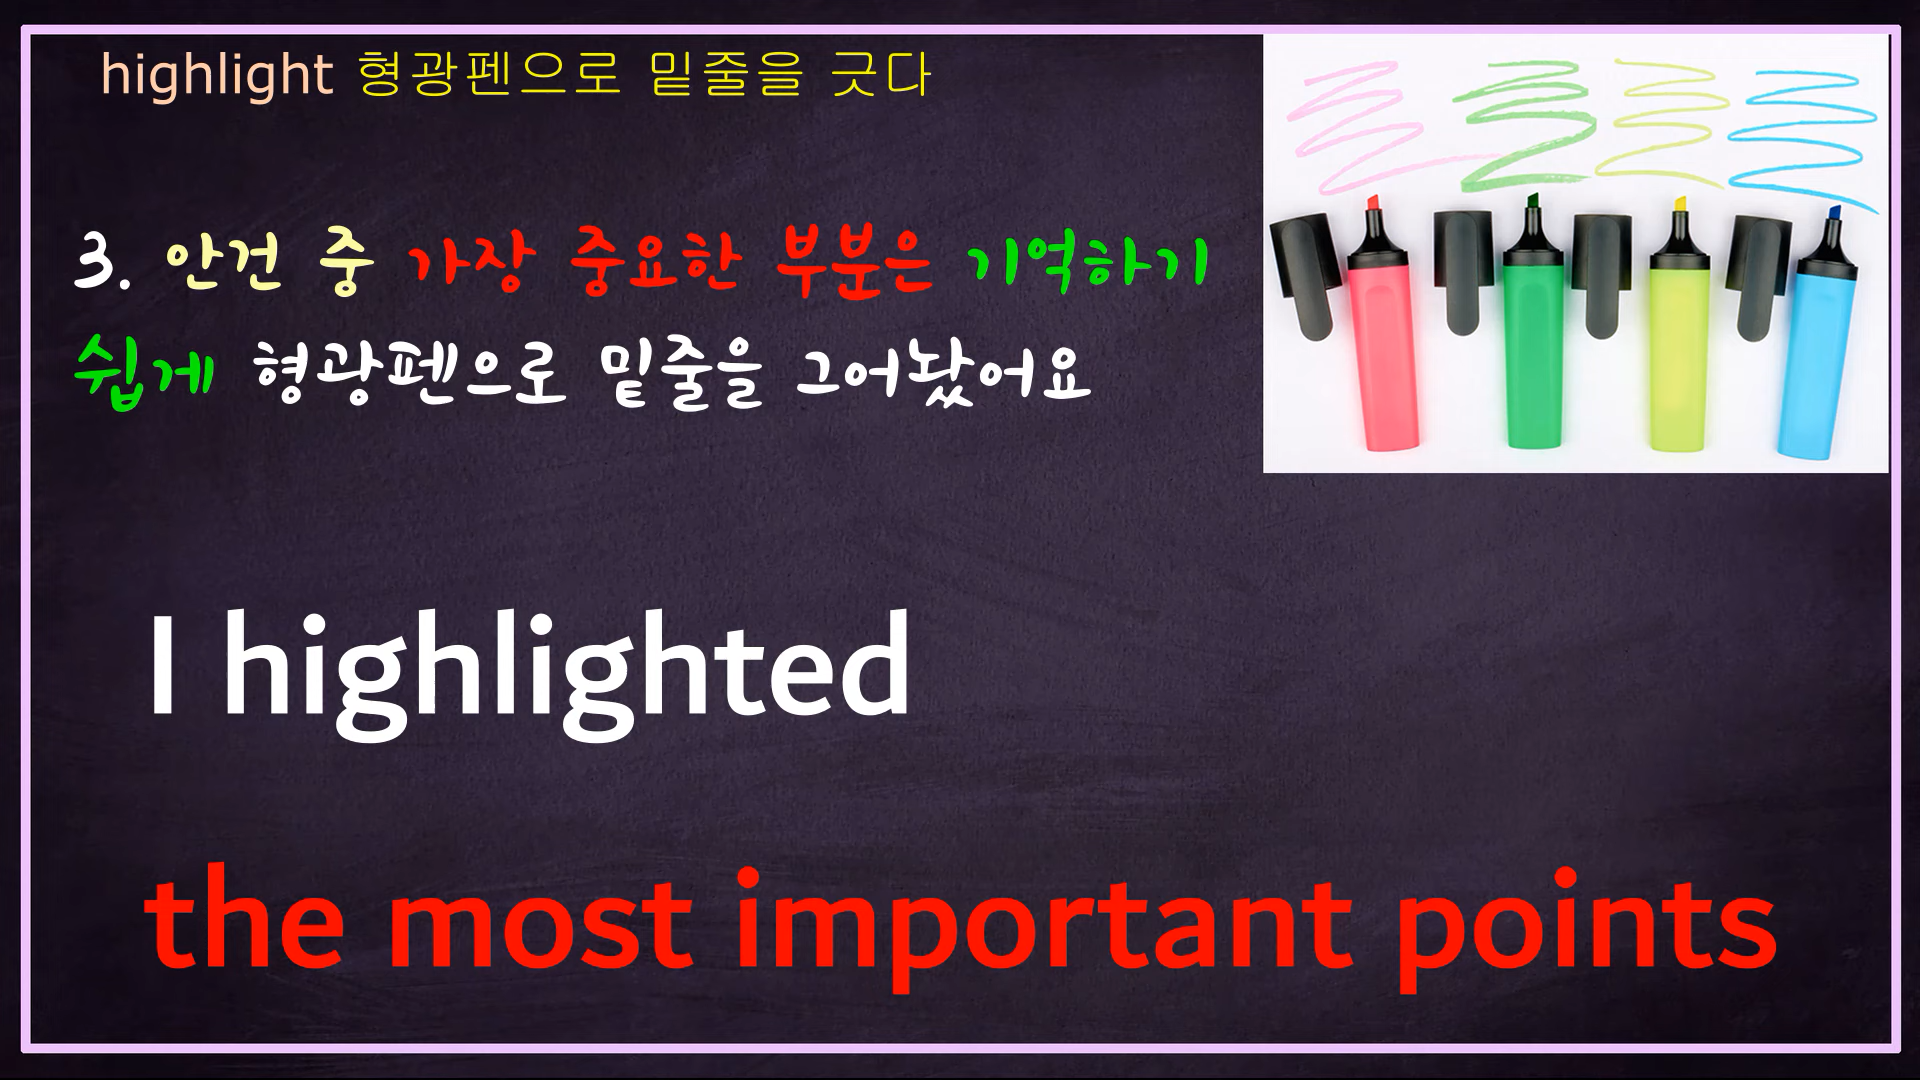 highlight 형광펜으로 밑줄을 긋다
3. 안건 중 가장 중요한 부분은 기억하기
쉽게 형광펜으로 밑줄을 그어놨어요
I highlighted
the most important points